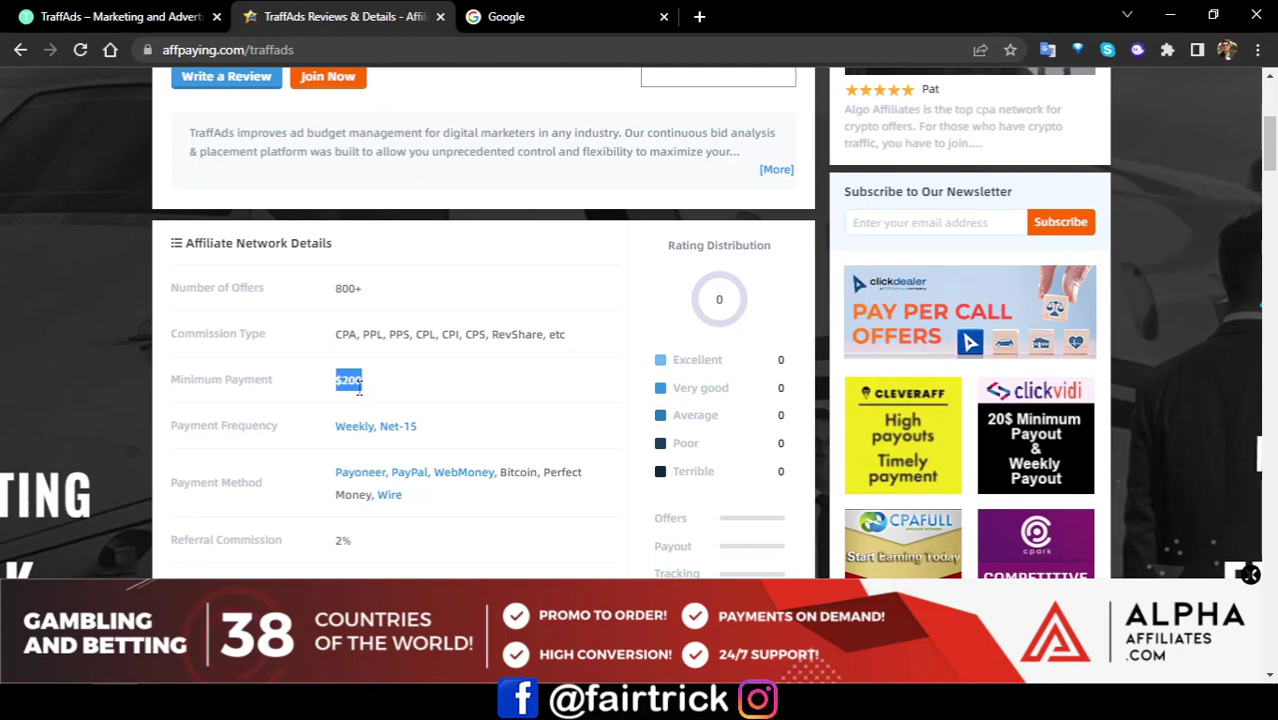 TraffAds – Marketing and Advert
TraffAds Reviews & Details - Affil
Google
affpaying.com/traffads
Write a Review
Join Now
TraffAds improves ad budget management for digital marketers in any industry. Our continuous bid analysis
& placement platform was built to allow you unprecedented control and flexibility to maximize your...
[More]
Pat
Algo Affiliates is the top cpa network for
crypto offers. For those who have crypto
traffic, you have to join....
Subscribe to Our Newsletter
Enter your email address
Subscribe
Affiliate Network Details
Number of Offers 800+
Commission Type CPA, PPL, PPS, CPL, CPI, CPS, RevShare, etc
Minimum Payment $200
Payment Frequency Weekly, Net-15
Payment Method Payoneer, PayPal, WebMoney, Bitcoin, Perfect
Money, Wire
Referral Commission 2%
Rating Distribution
0
Excellent 0
Very good 0
Average 0
Poor 0
Terrible 0
Offers
Payout
Tracking
clickdealer
PAY PER CALL
OFFERS
CLEVERAFF
High
payouts
Timely
payment
clickvidi
20$ Minimum
Payout
&
Weekly
Payout
CPAFULL
Start Earning Today
cpark
COMPETITIVE
TING
K
GAMBLING
AND BETTING
38
COUNTRIES
OF THE WORLD!
PROMO TO ORDER!
PAYMENTS ON DEMAND!
HIGH CONVERSION!
24/7 SUPPORT!
ALPHA
AFFILIATES
.COM
@fairtrick